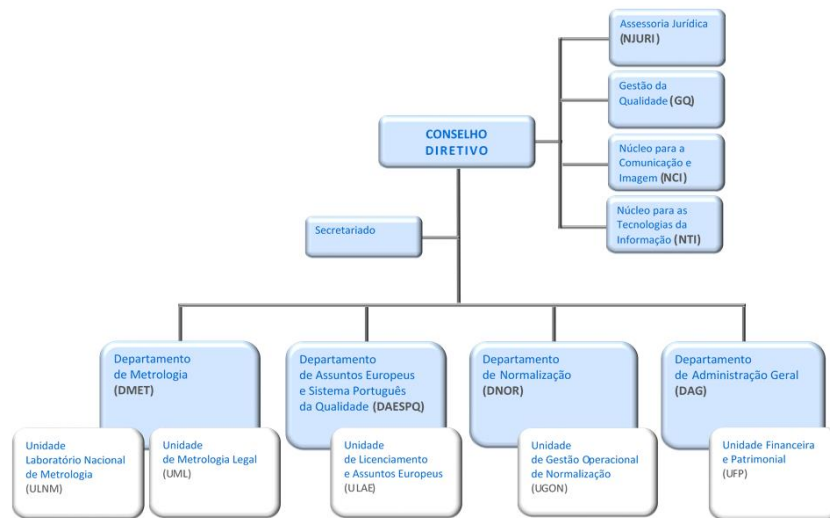 Assessoria Jurídica
(NJURI)
Gestão da
Qualidade (GQ)
CONSELHO
DIRETIVO
Núcleo para a
Comunicação e
Imagem (NCI)
Núcleo para as
Tecnologias da
Informação (NTI)
Secretariado
Departamento
de Metrologia
(DMET)
Departamento
de Assuntos Europeus
e Sistema Português
da Qualidade (DAESPQ)
Departamento
de Normalização
(DNOR)
Departamento
de Administração Geral
(DAG)
Unidade
Laboratório Nacional
de Metrologia
(ULNM)
Unidade
de Metrologia Legal
(UML)
Unidade
de Licenciamento
e Assuntos Europeus
(ULAE)
Unidade
de Gestão Operacional
de Normalização
(UGON)
Unidade Financeira
e Patrimonial
(UFP)